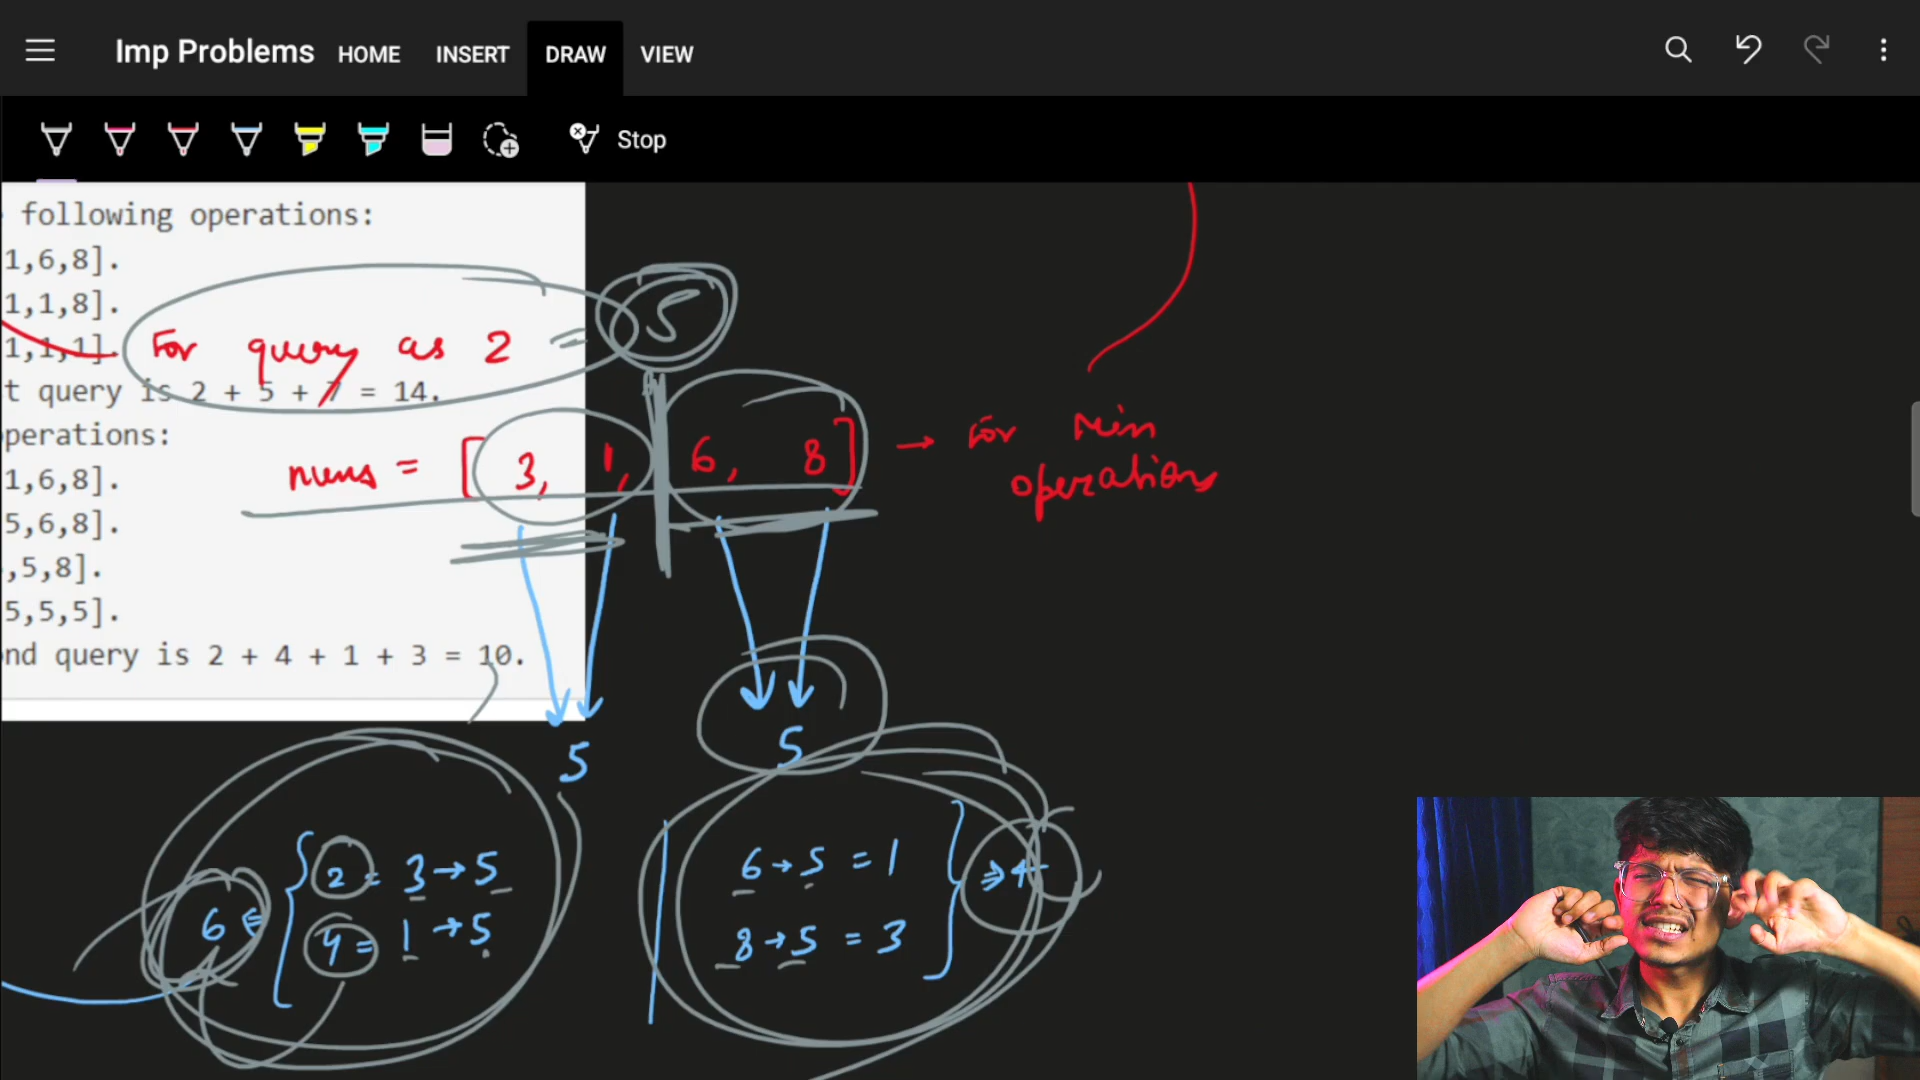 Imp Problems HOME INSERT DRAW VIEW
Stop
following operations:
1,6,8].
1,1,8].
1,1,1].
For query as 2 = 5
t query is 2 + 5 + 7 = 14.
perations:
1,6,8].
5,6,8].
,5,8].
5,5,5].
nd query is 2 + 4 + 1 + 3 = 10.
nums = [3, 1, 6, 8] → For Min
operations
5
5
6 ⇐ { 2 = 3 → 5
4 = 1 → 5
6 → 5 = 1 } ⇒ 4
8 → 5 = 3